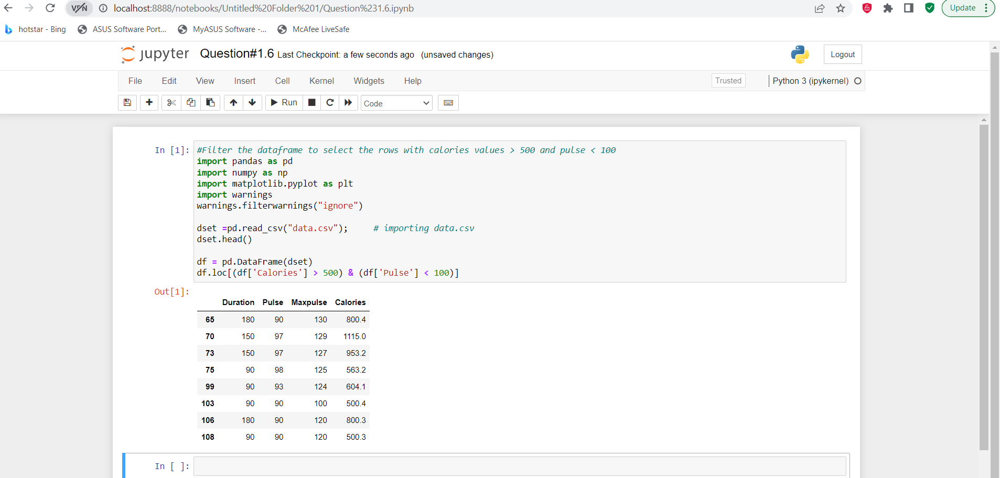 VPN localhost:8888/notebooks/Untitled%20Folder%201/Question%231.6.ipynb Update
hotstar - Bing ASUS Software Port... MyASUS Software -... McAfee LiveSafe
jupyter Question#1.6 Last Checkpoint: a few seconds ago (unsaved changes) Logout
File Edit View Insert Cell Kernel Widgets Help Trusted Python 3 (ipykernel)
Run Code
In [1]: #Filter the dataframe to select the rows with calories values > 500 and pulse < 100
import pandas as pd
import numpy as np
import matplotlib.pyplot as plt
import warnings
warnings.filterwarnings("ignore")
dset =pd.read_csv("data.csv");     # importing data.csv
dset.head()
df = pd.DataFrame(dset)
df.loc[(df['Calories'] > 500) & (df['Pulse'] < 100)]
Out[1]:
Duration Pulse Maxpulse Calories
65 180 90 130 800.4
70 150 97 129 1115.0
73 150 97 127 953.2
75 90 98 125 563.2
99 90 93 124 604.1
103 90 90 100 500.4
106 180 90 120 800.3
108 90 90 120 500.3
In [ ]: